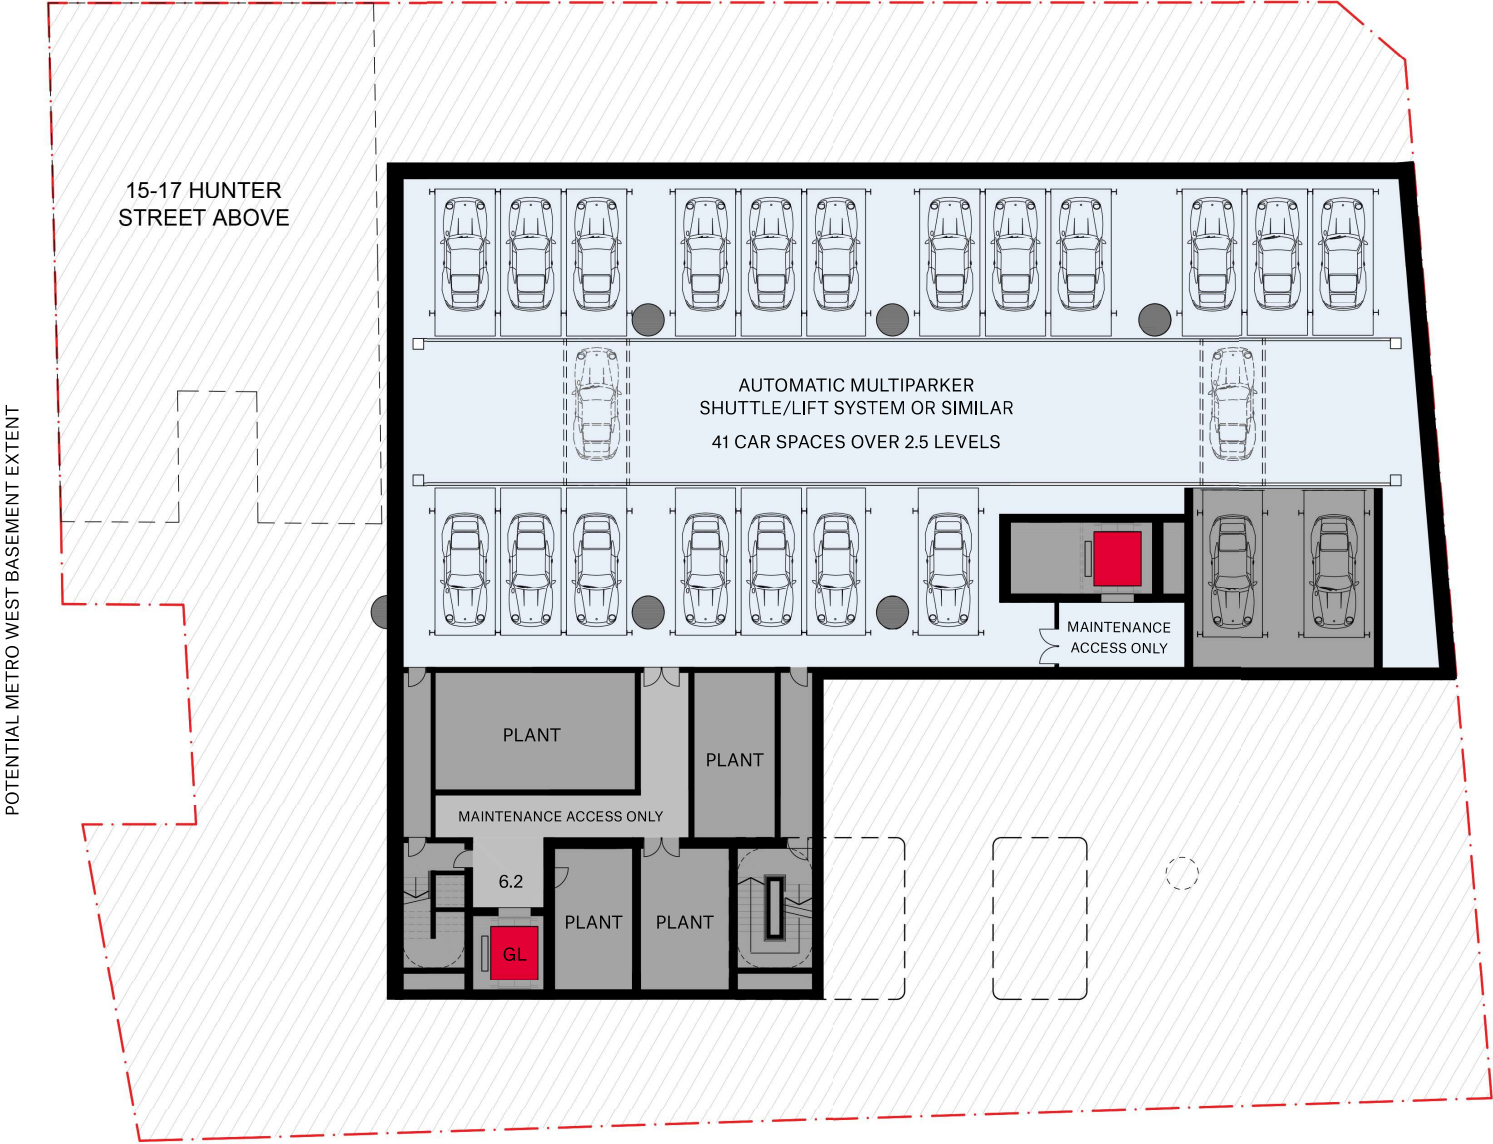 15-17 HUNTER
STREET ABOVE
POTENTIAL METRO WEST BASEMENT EXTENT
AUTOMATIC MULTIPARKER
SHUTTLE/LIFT SYSTEM OR SIMILAR
41 CAR SPACES OVER 2.5 LEVELS
MAINTENANCE
ACCESS ONLY
PLANT
PLANT
MAINTENANCE ACCESS ONLY
6.2
PLANT
PLANT
GL